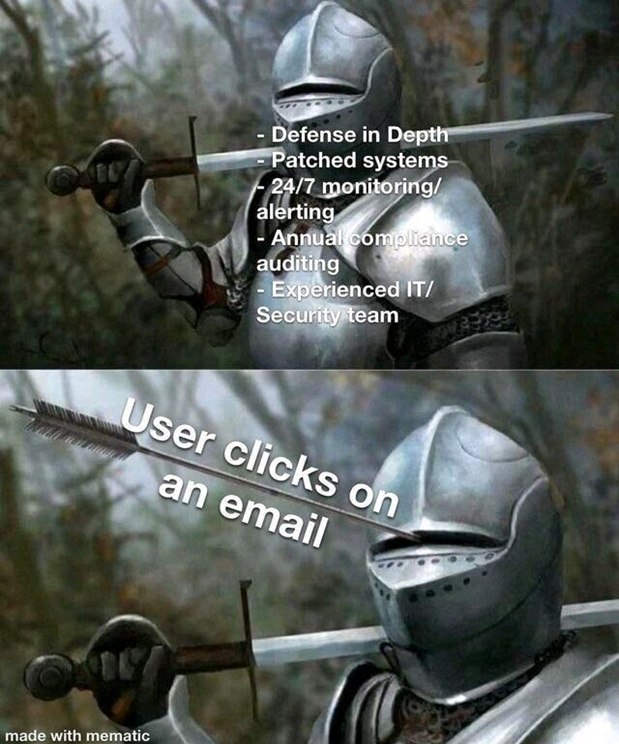 - Defense in Depth
- Patched systems
- 24/7 monitoring/
alerting
- Annual compliance
auditing
- Experienced IT/
Security team
User clicks on
an email
made with mematic